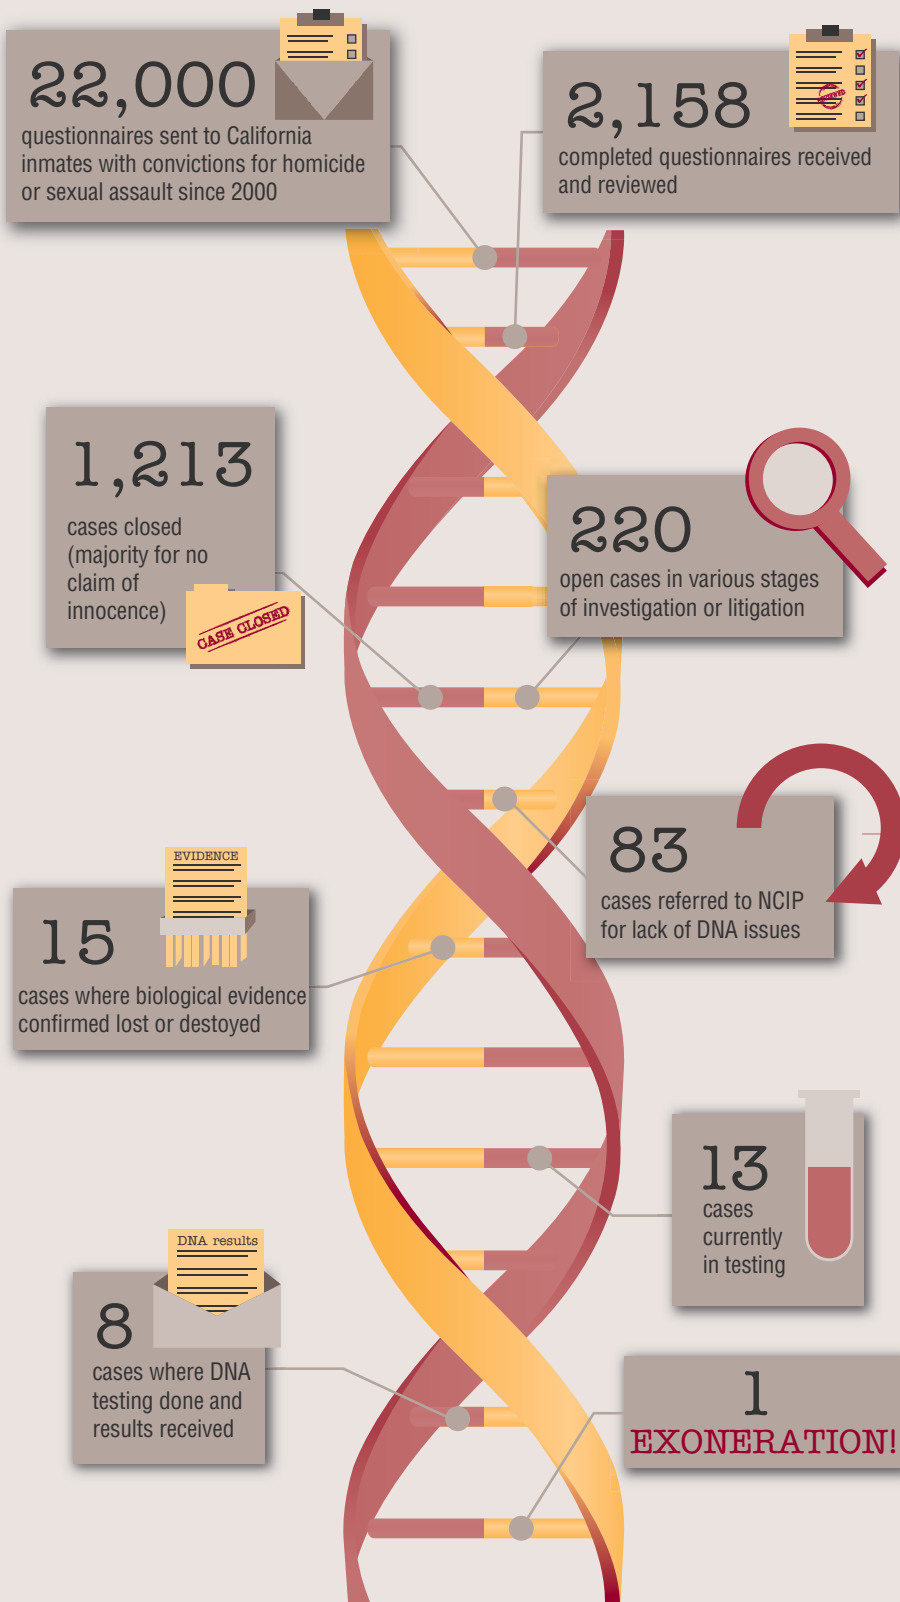 22,000
questionnaires sent to California
inmates with convictions for homicide
or sexual assault since 2000
2,158
completed questionnaires received
and reviewed
1,213
cases closed
(majority for no
claim of
innocence)
CASE CLOSED
220
open cases in various stages
of investigation or litigation
83
cases referred to NCIP
for lack of DNA issues
EVIDENCE
15
cases where biological evidence
confirmed lost or destoyed
13
cases
currently
in testing
DNA results
8
cases where DNA
testing done and
results received
1
EXONERATION!